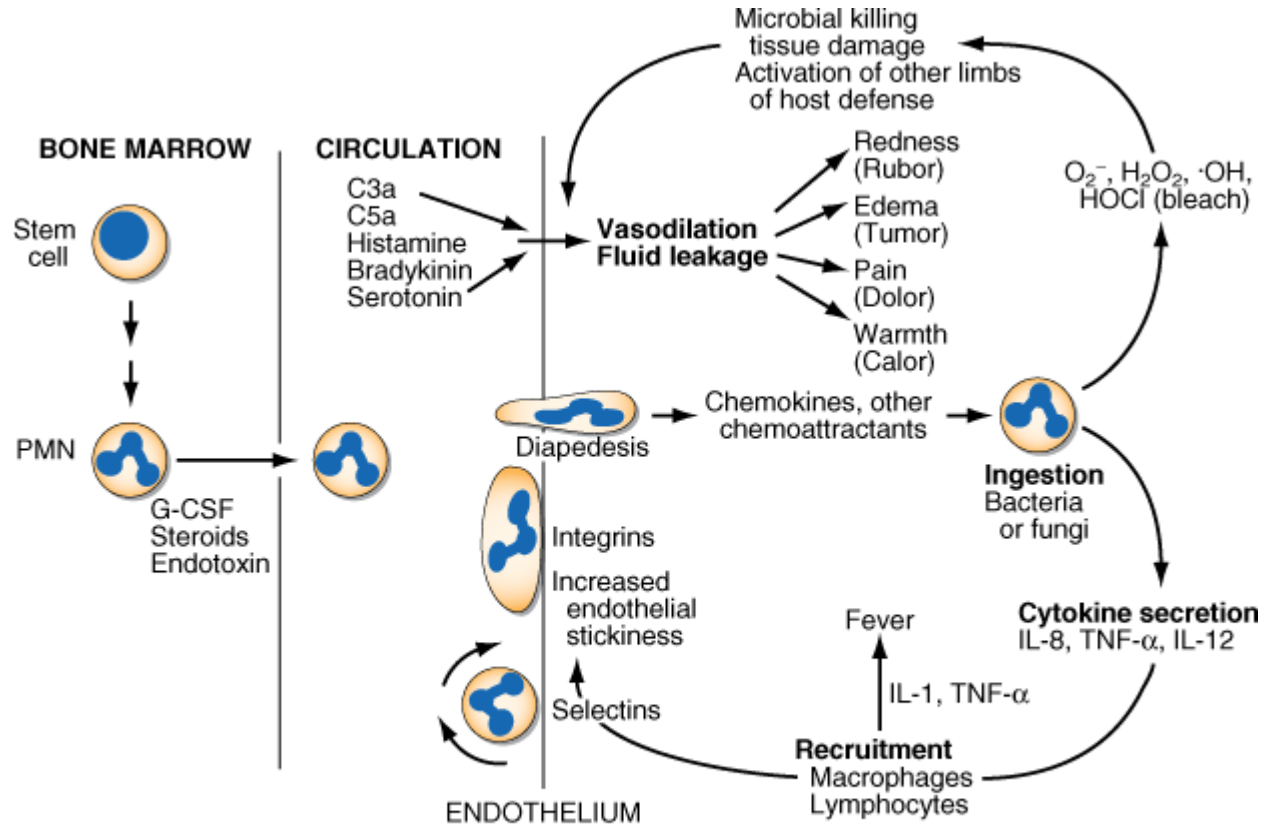 Microbial killing
tissue damage
Activation of other limbs
of host defense
BONE MARROW
CIRCULATION
Stem
cell
C3a
C5a
Histamine
Bradykinin
Serotonin
Vasodilation
Fluid leakage
Redness
(Rubor)
Edema
(Tumor)
Pain
(Dolor)
Warmth
(Calor)
O₂⁻, H₂O₂, ·OH,
HOCl (bleach)
PMN
G-CSF
Steroids
Endotoxin
Diapedesis
Chemokines, other
chemoattractants
Ingestion
Bacteria
or fungi
Integrins
Increased
endothelial
stickiness
Selectins
Fever
IL-1, TNF-α
Cytokine secretion
IL-8, TNF-α, IL-12
Recruitment
Macrophages
Lymphocytes
ENDOTHELIUM